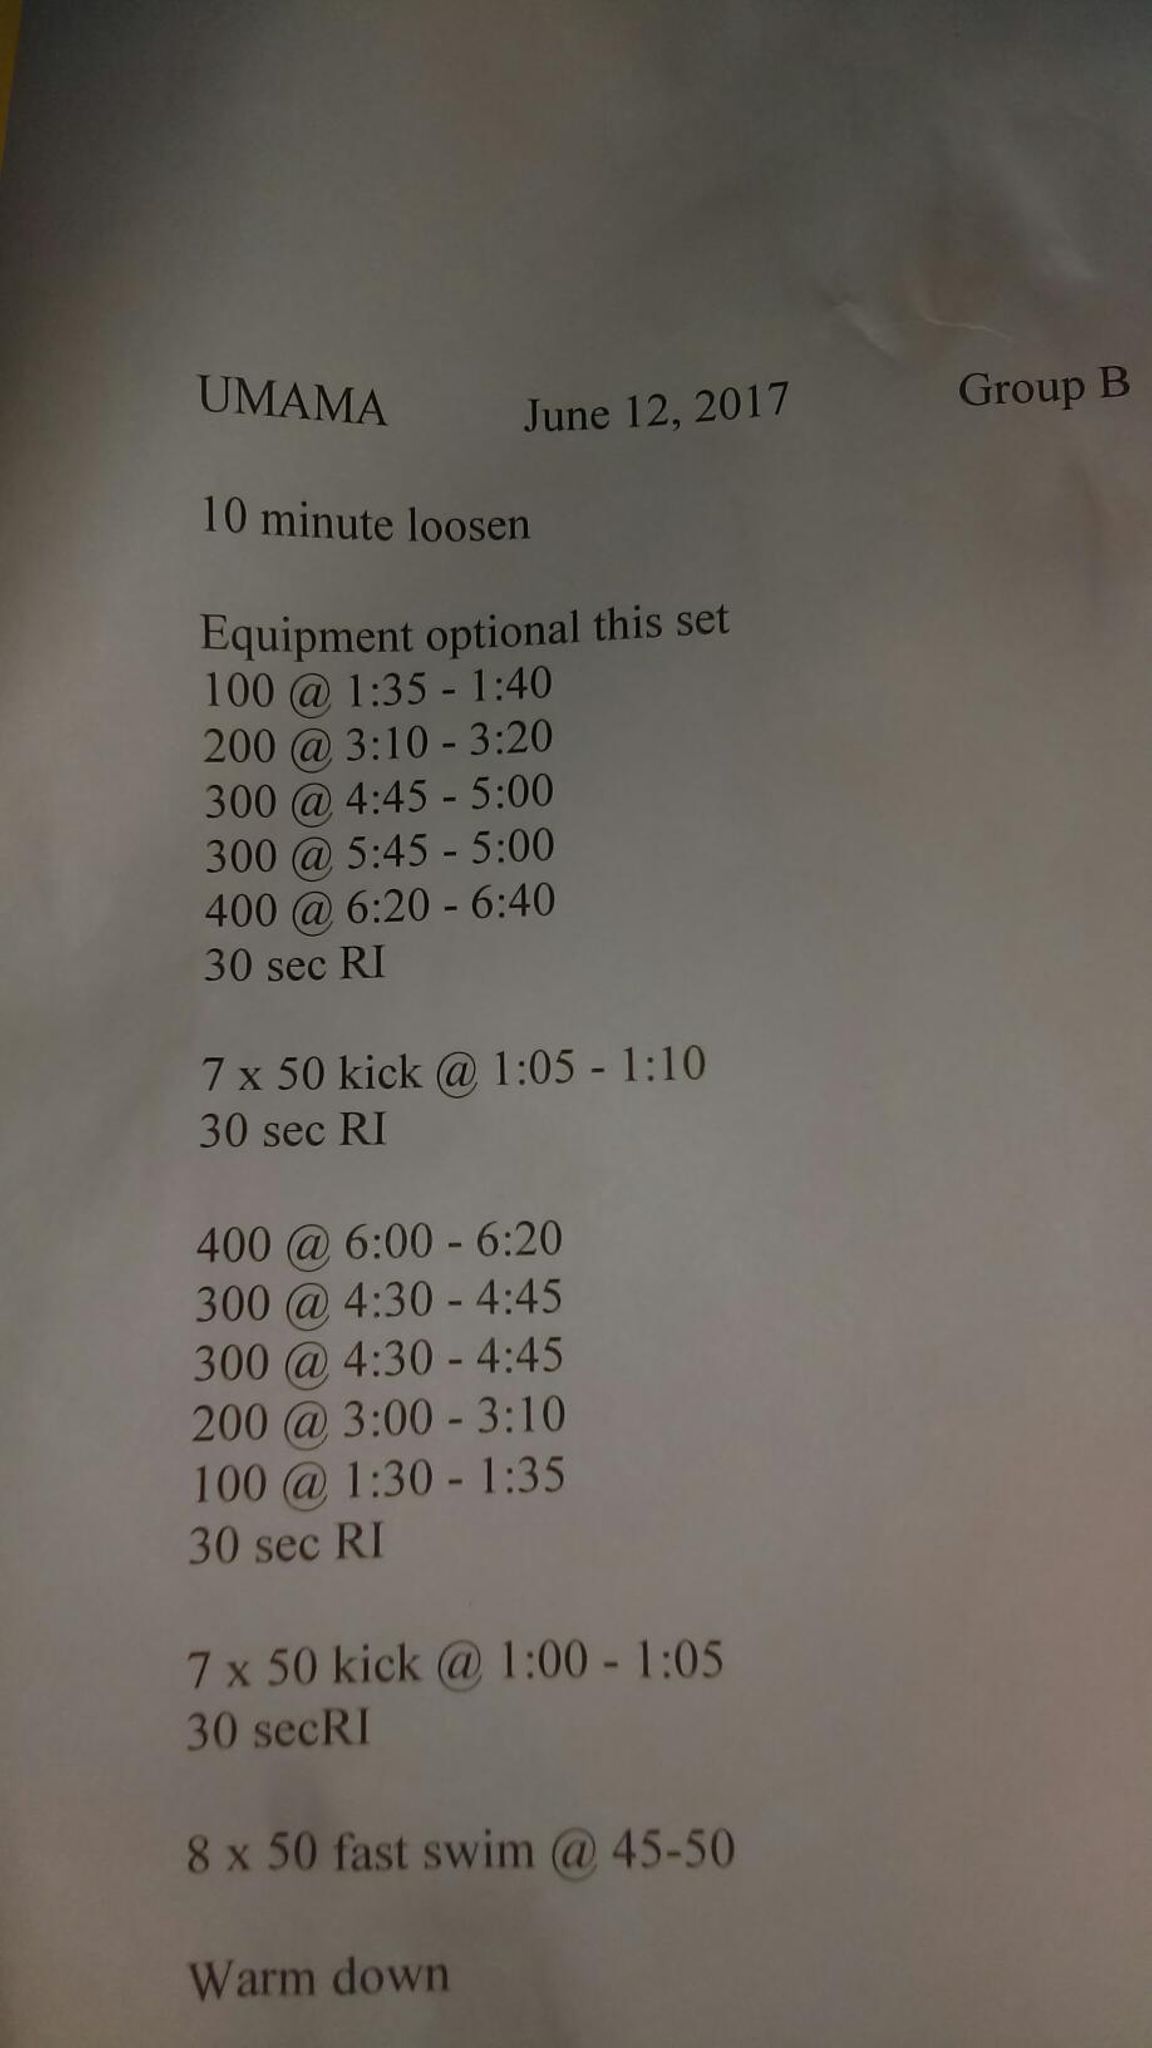 UMAMA June 12, 2017 Group B
10 minute loosen
Equipment optional this set
100 @ 1:35 - 1:40
200 @ 3:10 - 3:20
300 @ 4:45 - 5:00
300 @ 5:45 - 5:00
400 @ 6:20 - 6:40
30 sec RI
7 x 50 kick @ 1:05 - 1:10
30 sec RI
400 @ 6:00 - 6:20
300 @ 4:30 - 4:45
300 @ 4:30 - 4:45
200 @ 3:00 - 3:10
100 @ 1:30 - 1:35
30 sec RI
7 x 50 kick @ 1:00 - 1:05
30 secRI
8 x 50 fast swim @ 45-50
Warm down